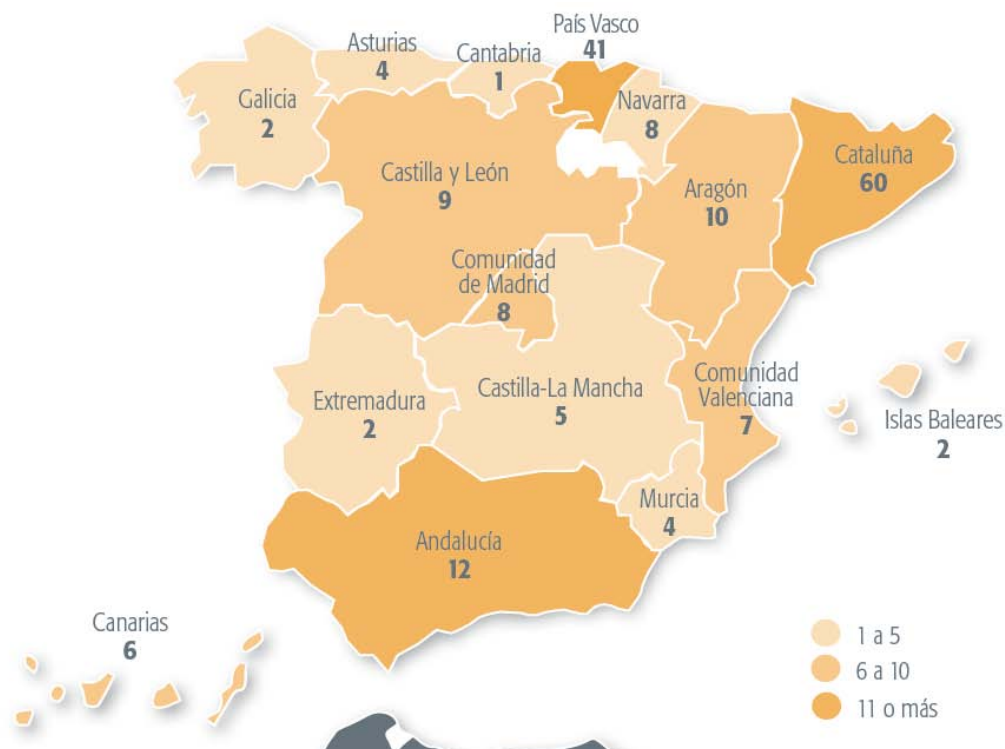 País Vasco
41
Asturias
4
Cantabria
1
Galicia
2
Navarra
8
Cataluña
60
Castilla y León
9
Aragón
10
Comunidad
de Madrid
8
Comunidad
Valenciana
7
Castilla-La Mancha
5
Extremadura
2
Islas Baleares
2
Murcia
4
Andalucía
12
Canarias
6
1 a 5
6 a 10
11 o más